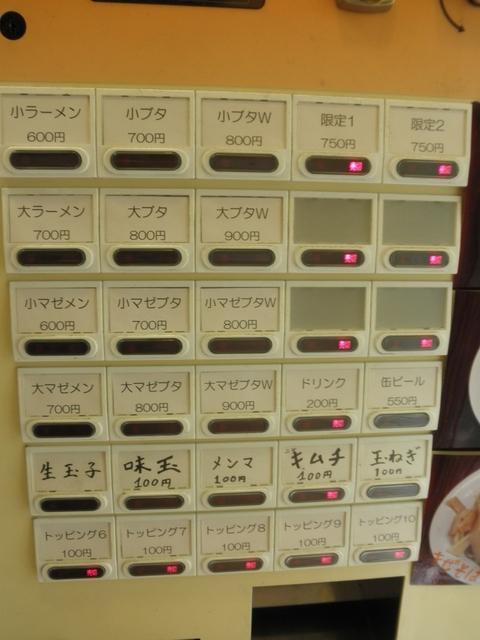 小ラーメン
600円
小ブタ
700円
小ブタW
800円
限定1
750円
限定2
750円
大ラーメン
700円
大ブタ
800円
大ブタW
900円
小マゼメン
600円
小マゼブタ
700円
小マゼブタW
800円
大マゼメン
700円
大マゼブタ
800円
大マゼブタW
900円
ドリンク
200円
缶ビール
550円
生玉子
味玉
100円
メンマ
100円
キムチ
100円
玉ねぎ
100円
トッピング6
100円
トッピング7
100円
トッピング8
100円
トッピング9
100円
トッピング10
100円